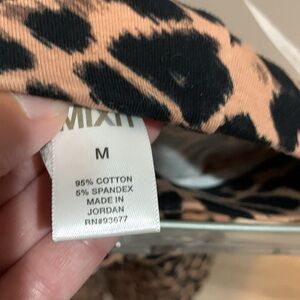 MIXIT
M
95% COTTON
5% SPANDEX
MADE IN
JORDAN
RN#93677